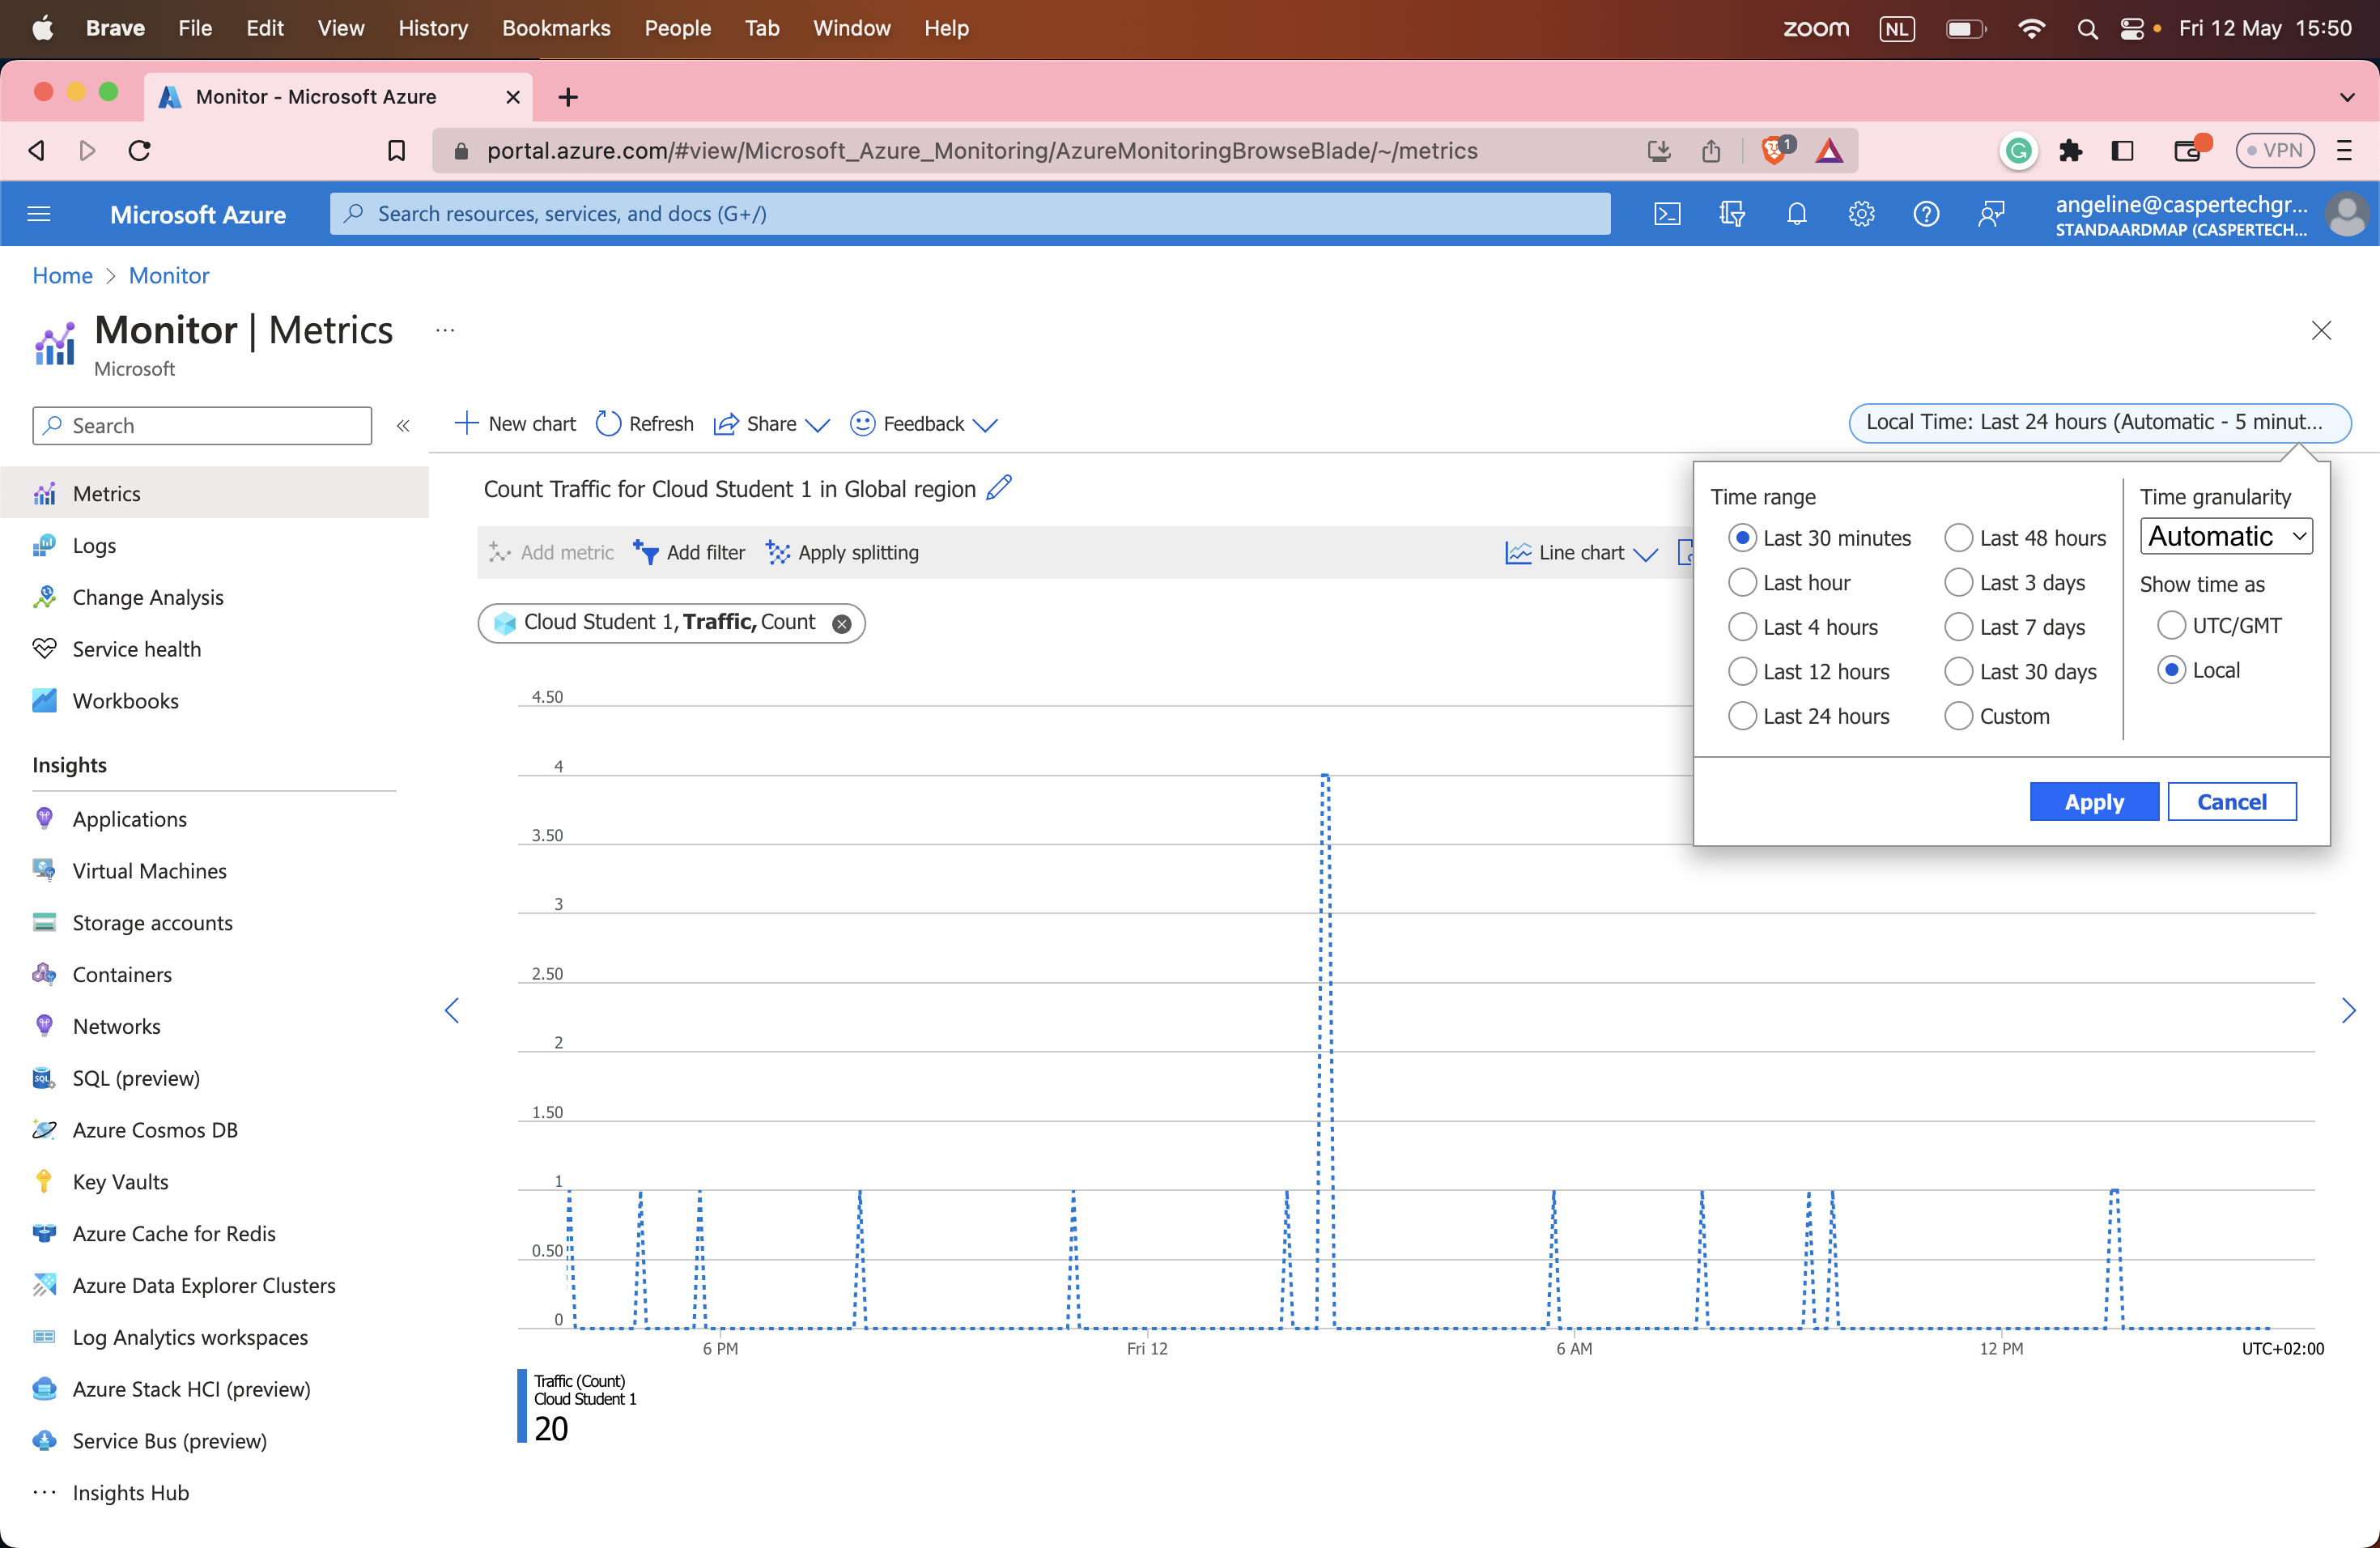 Brave File Edit View History Bookmarks People Tab Window Help zoom NL Fri 12 May 15:50
Monitor - Microsoft Azure
portal.azure.com/#view/Microsoft_Azure_Monitoring/AzureMonitoringBrowseBlade/~/metrics 1 VPN
Microsoft Azure
Search resources, services, and docs (G+/)
angeline@caspertechgr...
STANDAARDMAP (CASPERTECH...
Home > Monitor
Monitor | Metrics ...
Microsoft
Search «
New chart Refresh Share Feedback
Local Time: Last 24 hours (Automatic - 5 minut...
Metrics
Logs
Change Analysis
Service health
Workbooks
Insights
Applications
Virtual Machines
Storage accounts
Containers
Networks
SQL (preview)
Azure Cosmos DB
Key Vaults
Azure Cache for Redis
Azure Data Explorer Clusters
Log Analytics workspaces
Azure Stack HCI (preview)
Service Bus (preview)
Insights Hub
Count Traffic for Cloud Student 1 in Global region
Add metric Add filter Apply splitting Line chart
Cloud Student 1, Traffic, Count
Time range
Last 30 minutes
Last hour
Last 4 hours
Last 12 hours
Last 24 hours
Last 48 hours
Last 3 days
Last 7 days
Last 30 days
Custom
Time granularity
Automatic
Show time as
UTC/GMT
Local
Apply Cancel
4.50
4
3.50
3
2.50
2
1.50
1
0.50
0
6 PM Fri 12 6 AM 12 PM UTC+02:00
Traffic (Count)
Cloud Student 1
20